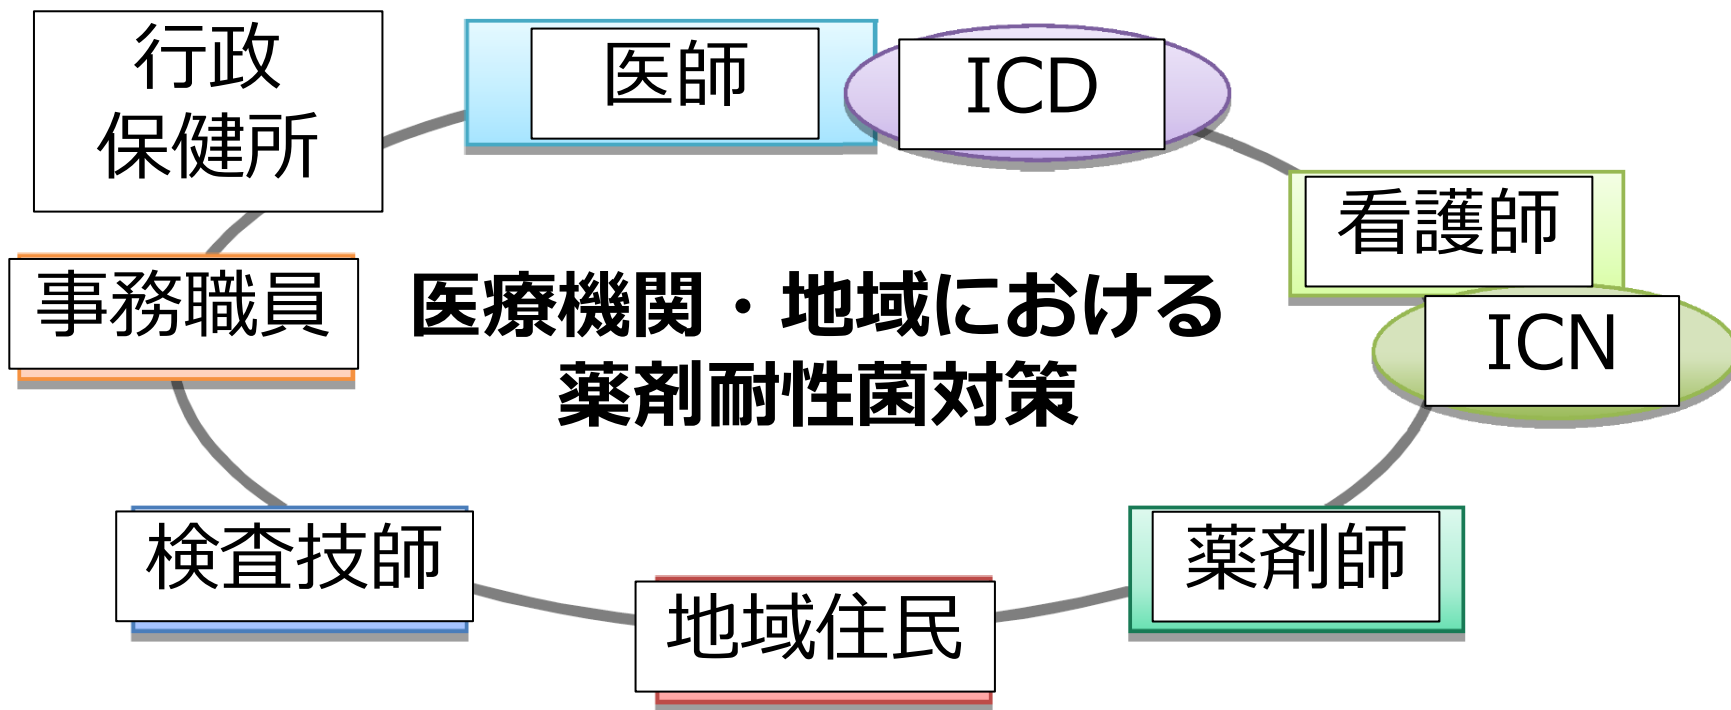 行政
保健所
医師
ICD
看護師
ICN
事務職員
医療機関・地域における
薬剤耐性菌対策
検査技師
地域住民
薬剤師